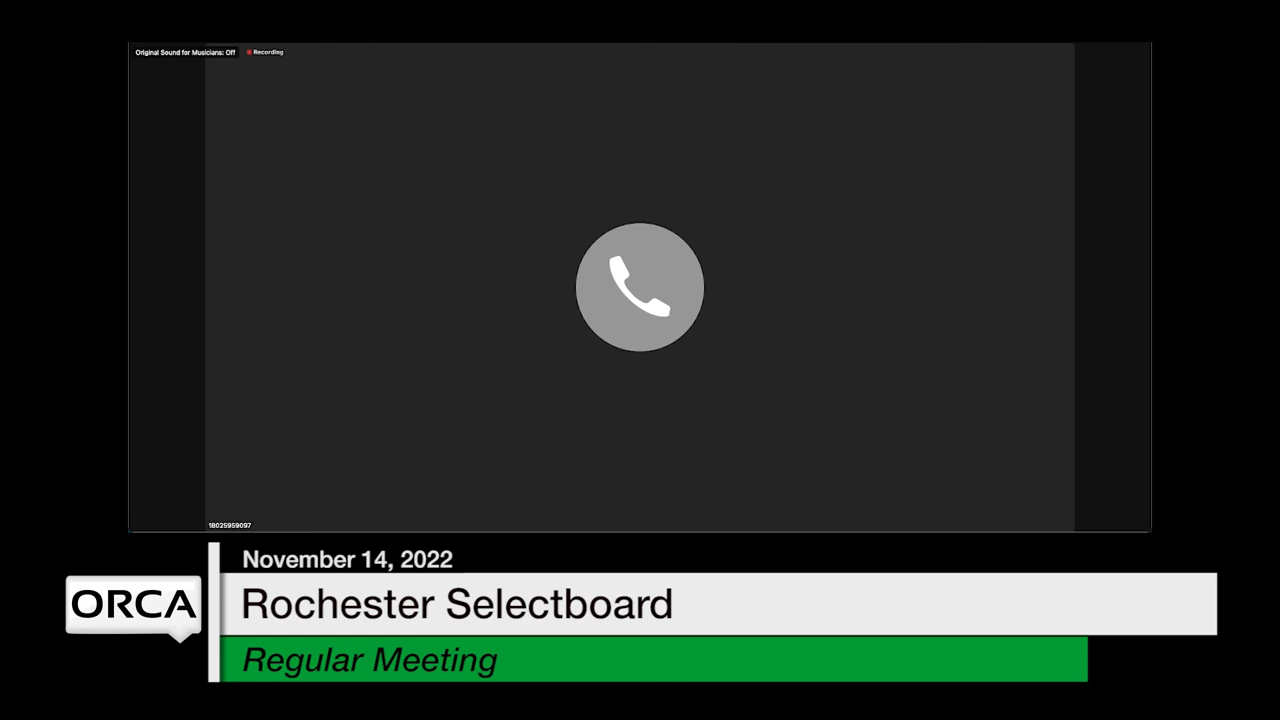 Original Sound for Musicians: Off
Recording
18025959097
November 14, 2022
ORCA
Rochester Selectboard
Regular Meeting